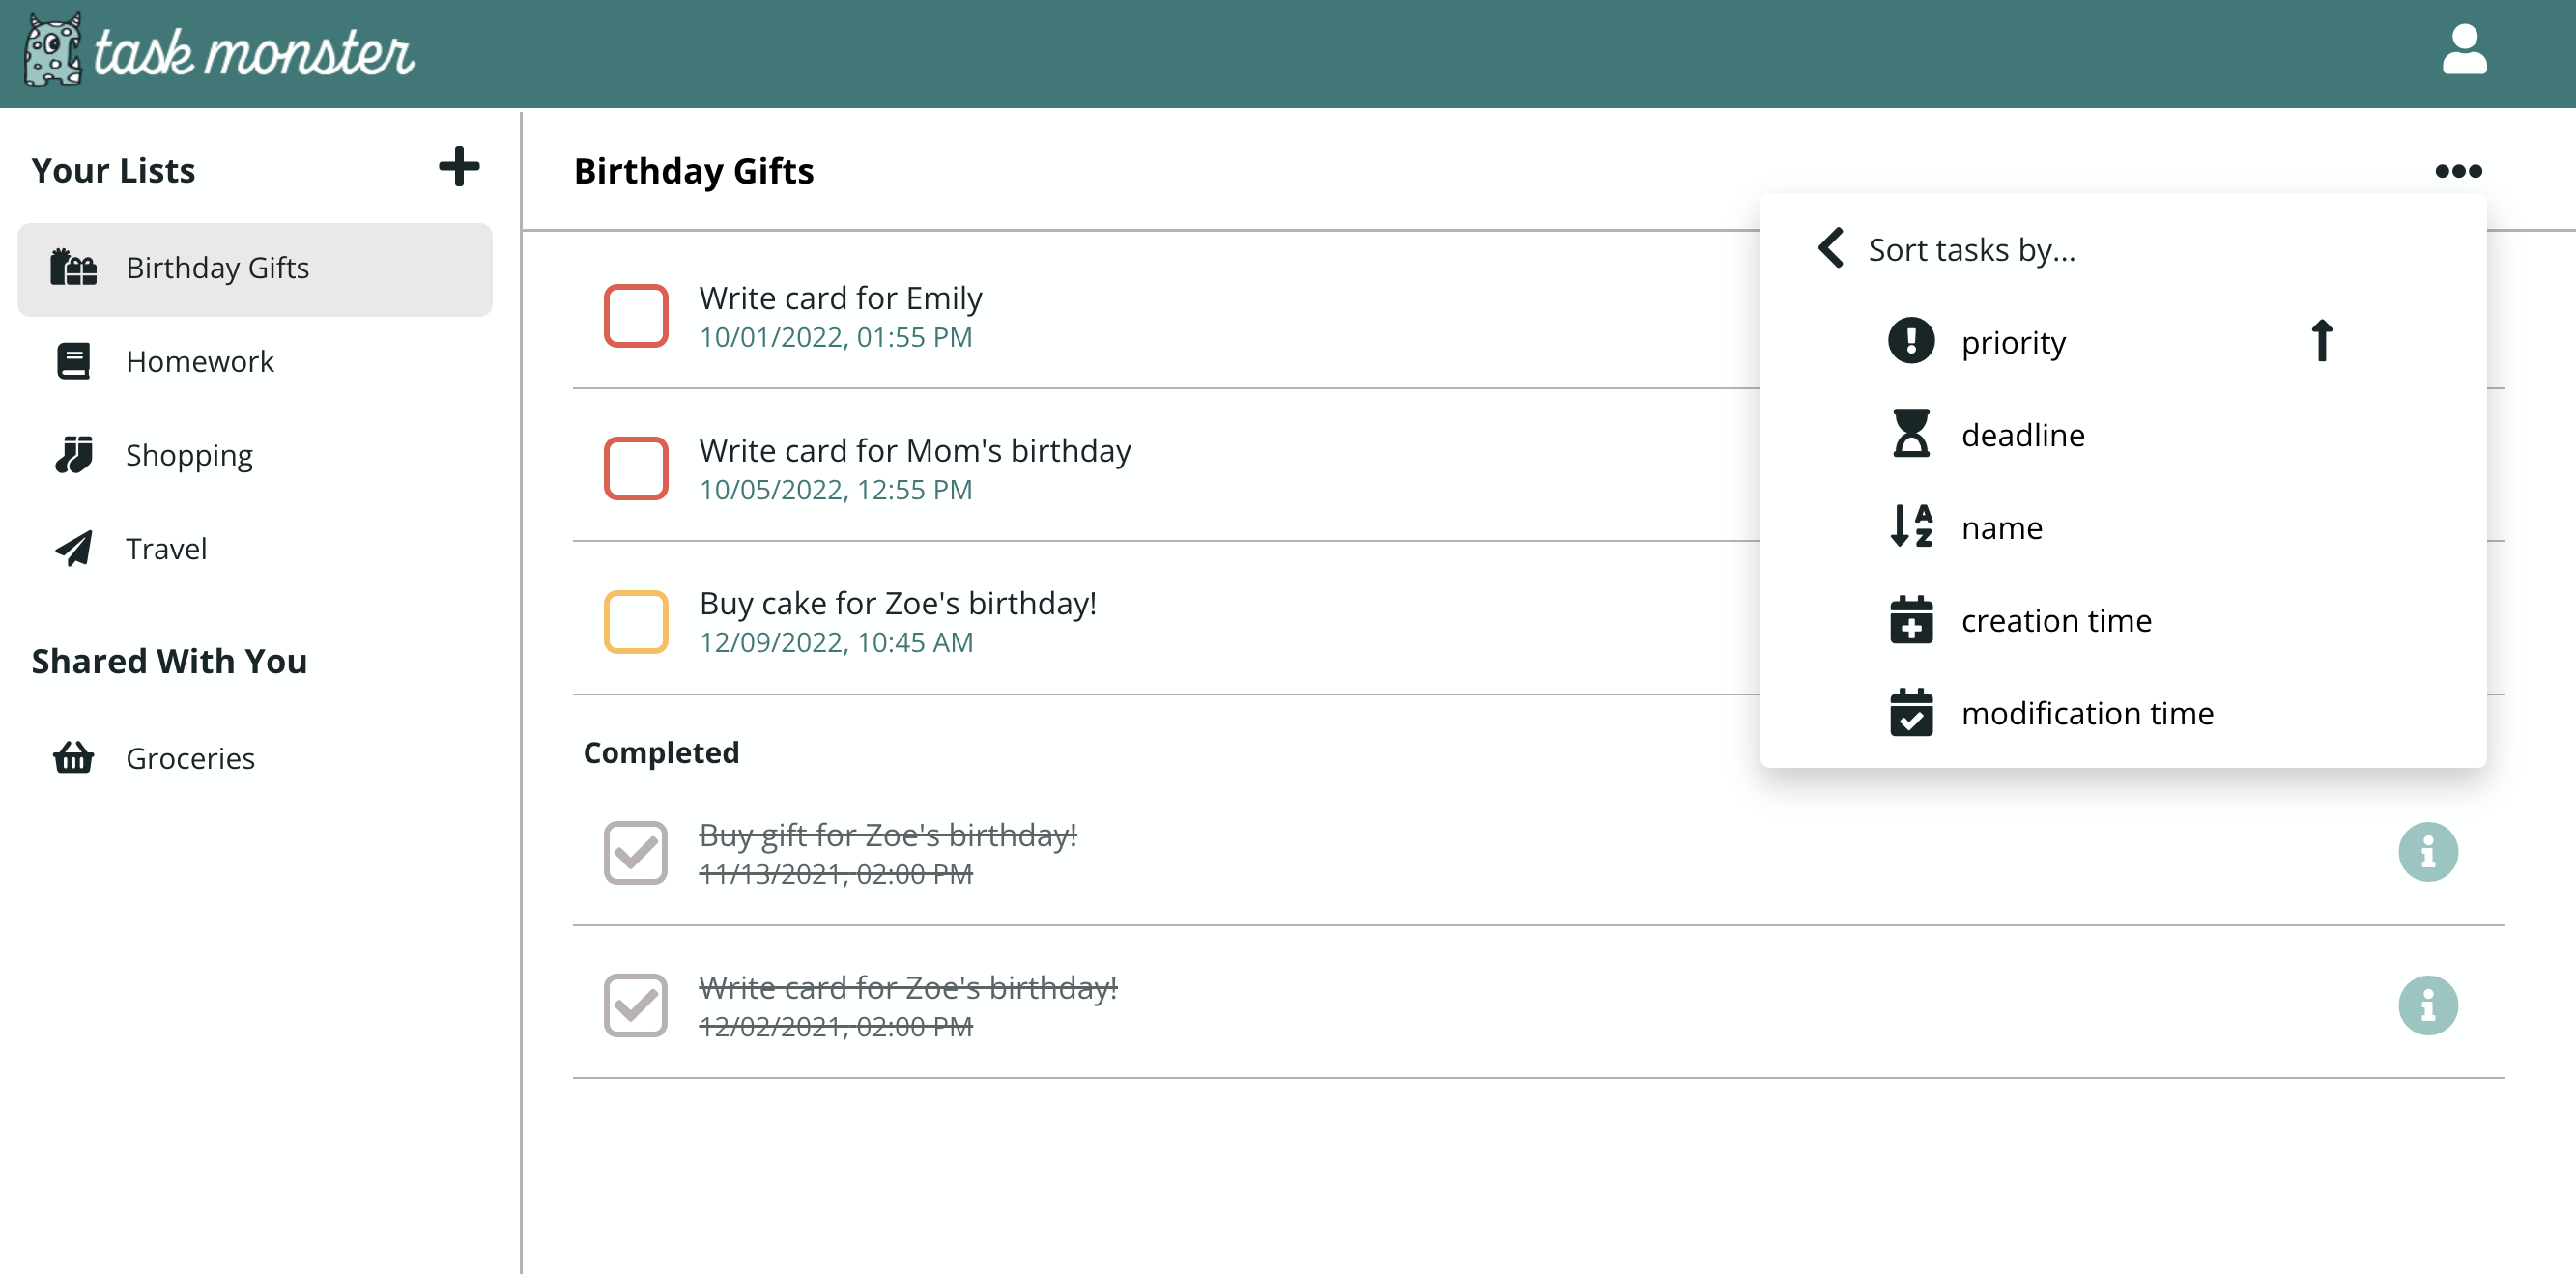 task monster
Your Lists
Birthday Gifts
Homework
Shopping
Travel
Shared With You
Groceries
Birthday Gifts
Write card for Emily
10/01/2022, 01:55 PM
Write card for Mom's birthday
10/05/2022, 12:55 PM
Buy cake for Zoe's birthday!
12/09/2022, 10:45 AM
Completed
Buy gift for Zoe's birthday!
11/13/2021, 02:00 PM
Write card for Zoe's birthday!
12/02/2021, 02:00 PM
Sort tasks by...
priority
deadline
name
creation time
modification time